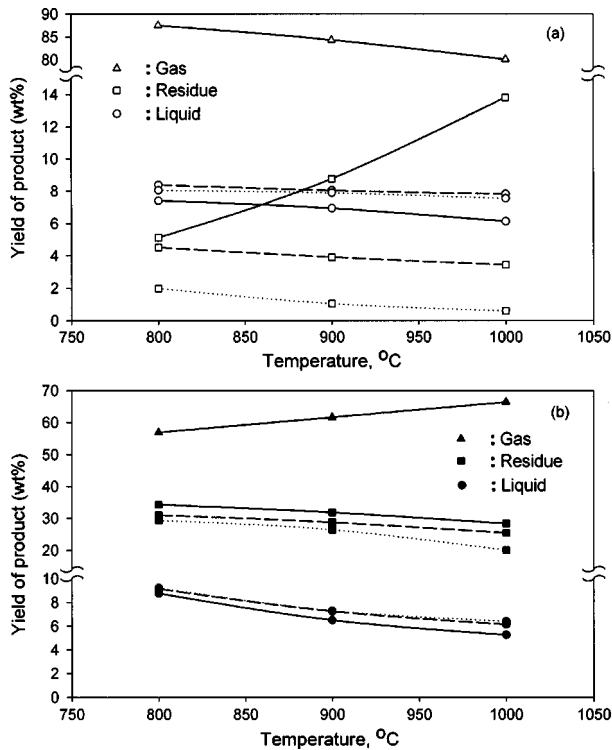 90
(a)
85
: Gas
80
: Residue
14
: Liquid
12
10
8
6
4
2
0
Yield of product (wt%)
750 800 850 900 950 1000 1050
Temperature, °C
70
(b)
60
: Gas
50
: Residue
40
: Liquid
30
20
10
8
6
4
2
0
Yield of product (wt%)
750 800 850 900 950 1000 1050
Temperature, °C